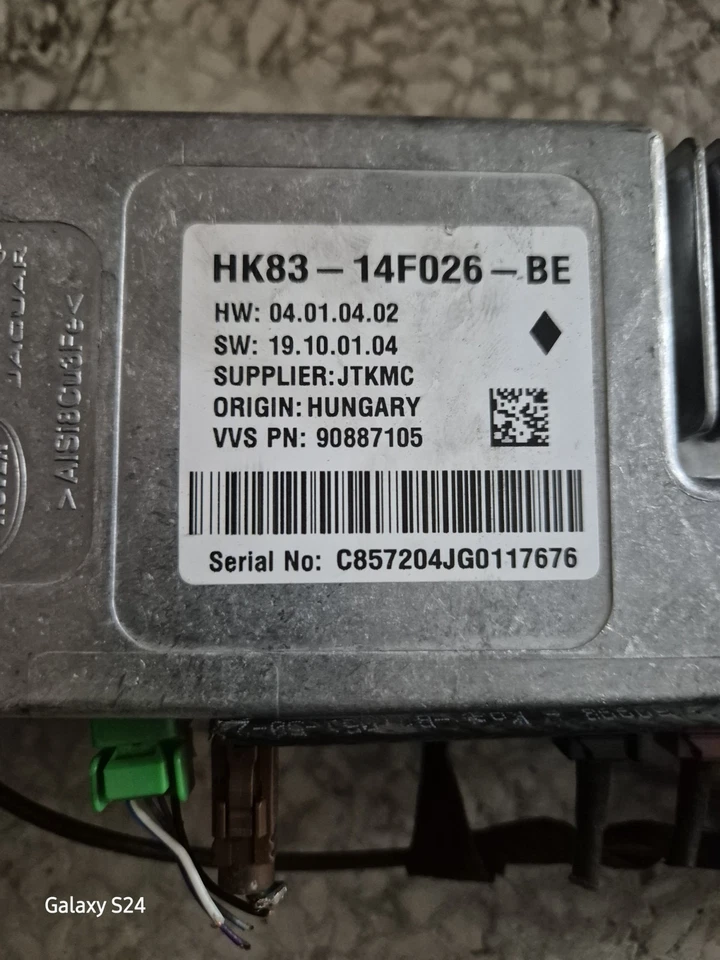 HK83-14F026-BE
HW: 04.01.04.02
SW: 19.10.01.04
SUPPLIER:JTKMC
ORIGIN:HUNGARY
VVS PN: 90887105
Serial No: C857204JG0117676
JAGUAR
>AlSi8Cu3Fe<
Galaxy S24